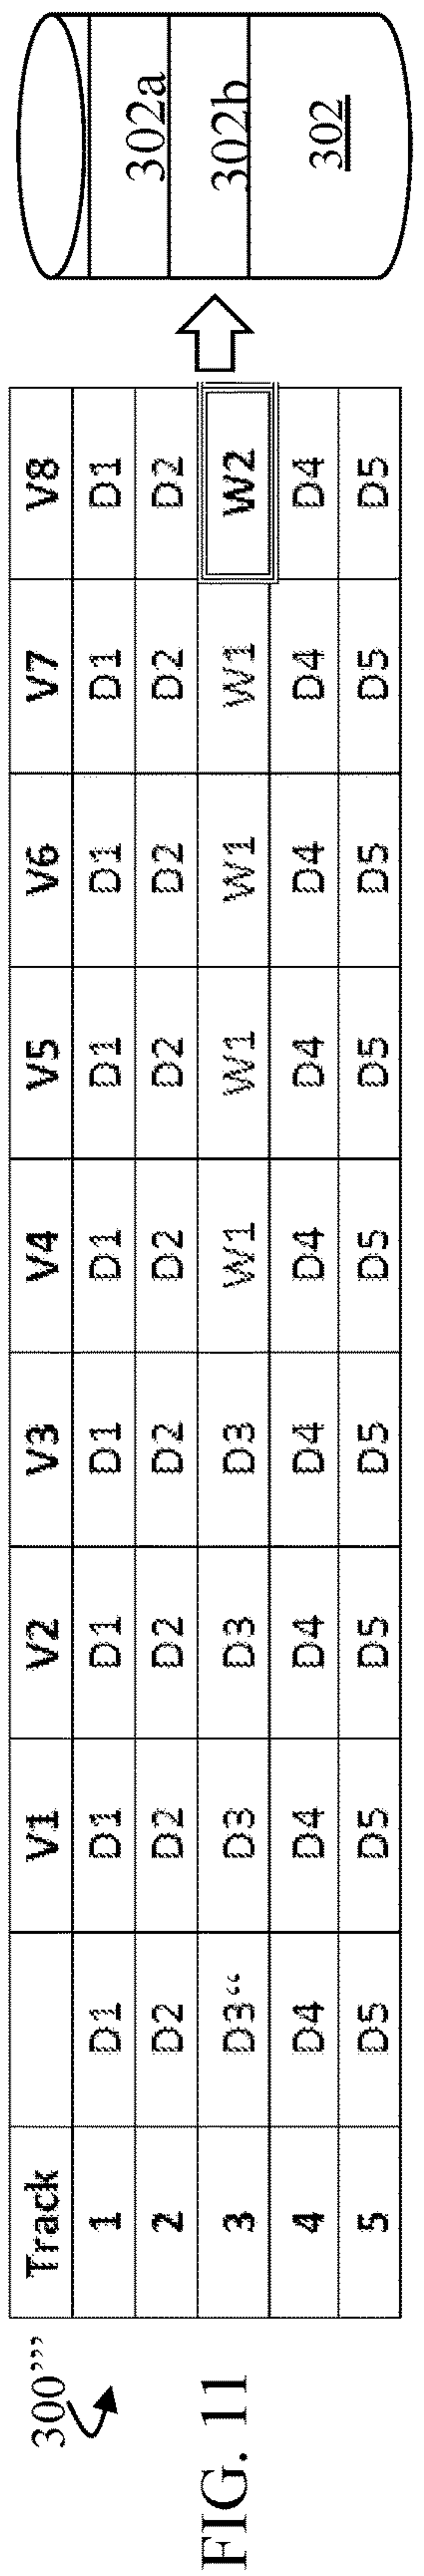 300''''
Track V1 V2 V3 V4 V5 V6 V7 V8
1 D1 D1 D1 D1 D1 D1 D1 D1 D1
2 D2 D2 D2 D2 D2 D2 D2 D2 D2
3 D3“ D3 D3 D3 W1 W1 W1 W1 W2
4 D4 D4 D4 D4 D4 D4 D4 D4 D4
5 D5 D5 D5 D5 D5 D5 D5 D5 D5
302a
302b
302
FIG. 11